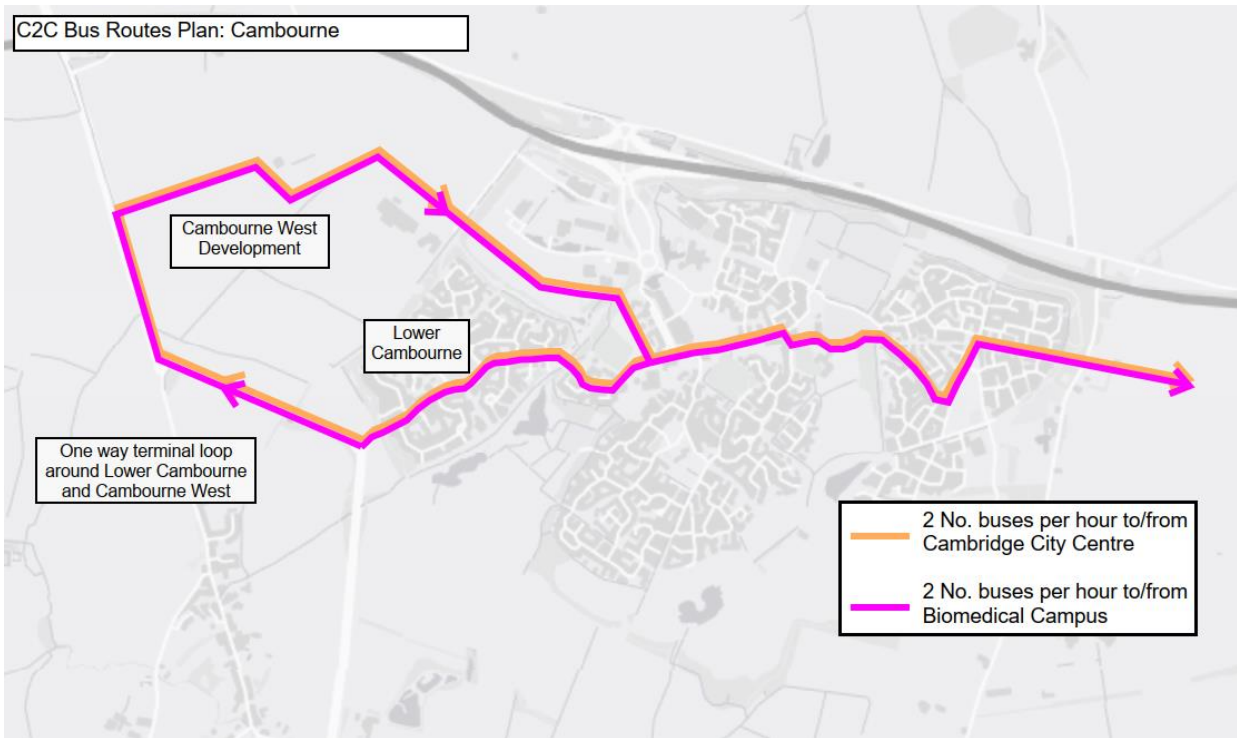 C2C Bus Routes Plan: Cambourne
Cambourne West
Development
Lower
Cambourne
One way terminal loop
around Lower Cambourne
and Cambourne West
2 No. buses per hour to/from
Cambridge City Centre
2 No. buses per hour to/from
Biomedical Campus